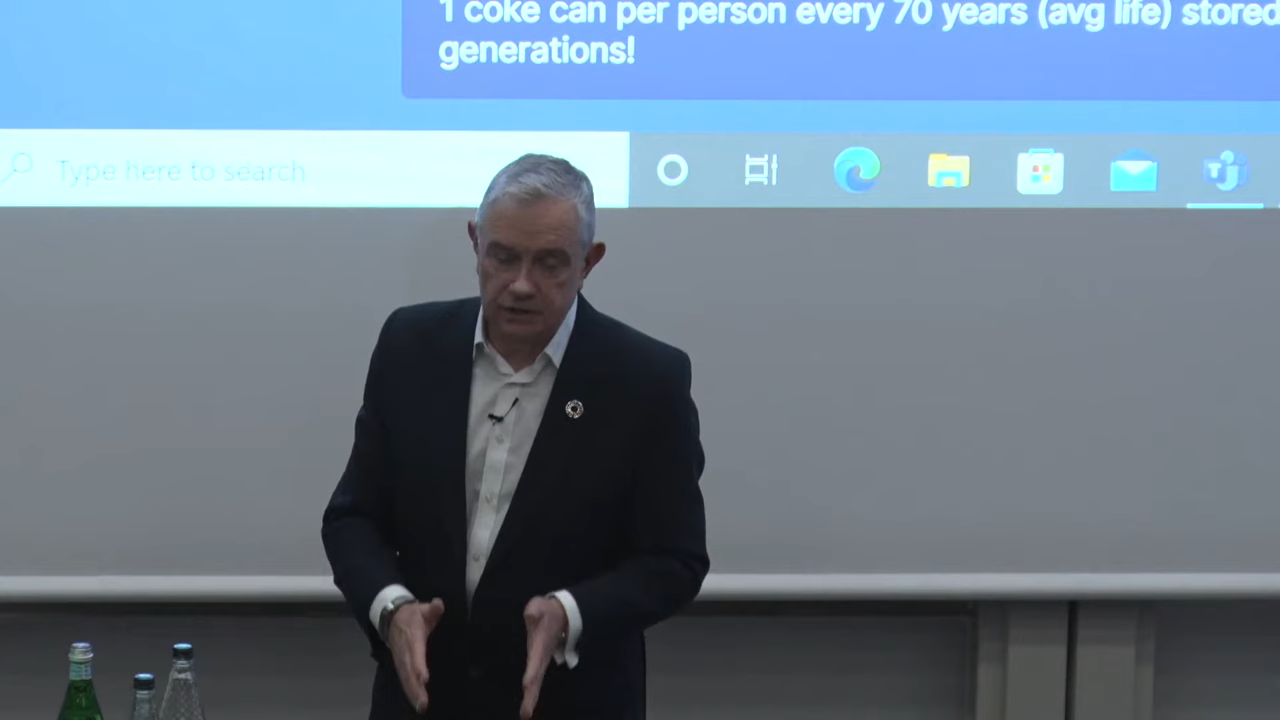 1 coke can per person every 70 years (avg life) stored
generations!
Type here to search